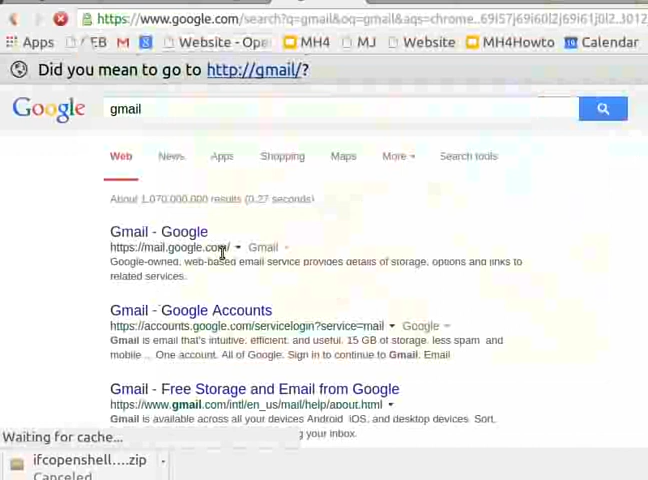 https://www.google.com/search?q=gmail&oq=gmail&aqs=chrome..69i57j69i60l2j69i61j0l2.3012
Apps EB M 8 Website - Ope MH4 MJ Website MH4Howto 19 Calendar
Did you mean to go to http://gmail/?
Google gmail
Web News Apps Shopping Maps More Search tools
About 1,070,000,000 results (0.27 seconds)
Gmail - Google
https://mail.google.com/ Gmail
Google-owned, web-based email service provides details of storage, options and links to
related services.
Gmail - Google Accounts
https://accounts.google.com/servicelogin?service=mail Google
Gmail is email that's intuitive, efficient, and useful. 15 GB of storage, less spam, and
mobile ... One account. All of Google. Sign in to continue to Gmail. Email
Gmail - Free Storage and Email from Google
https://www.gmail.com/intl/en_us/mail/help/about.html
Gmail is available across all your devices Android, iOS, and desktop devices. Sort,
ng your inbox.
Waiting for cache...
ifcopenshell....zip
Canceled